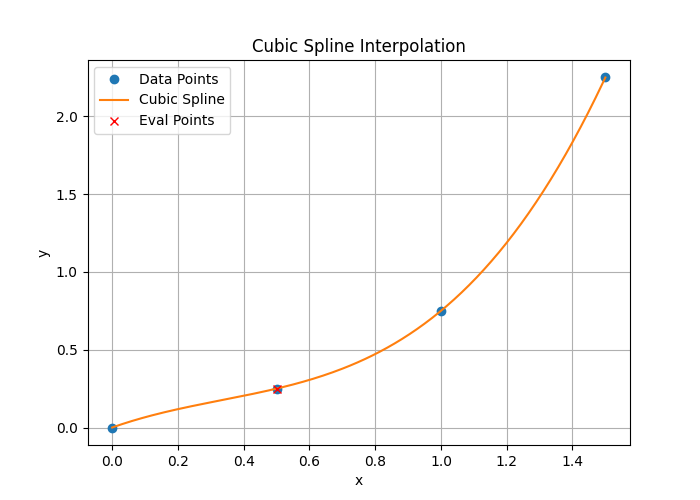 Cubic Spline Interpolation
Data Points
Cubic Spline
Eval Points
2.0
1.5
1.0
0.5
0.0
y
0.0 0.2 0.4 0.6 0.8 1.0 1.2 1.4
x